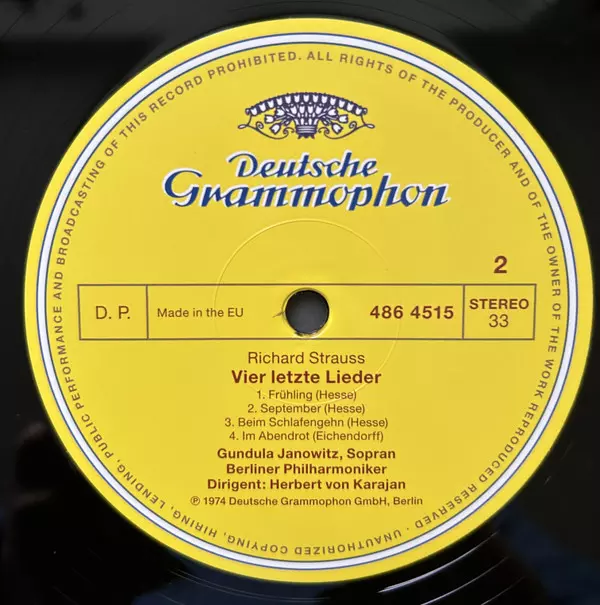 UNAUTHORIZED COPYING, HIRING, LENDING, PUBLIC PERFORMANCE AND BROADCASTING OF THIS RECORD PROHIBITED. ALL RIGHTS OF THE PRODUCER AND OF THE OWNER OF THE WORK REPRODUCED RESERVED ·
Deutsche
Grammophon
2
D. P.
Made in the EU
486 4515
STEREO
33
Richard Strauss
Vier letzte Lieder
1. Frühling (Hesse)
2. September (Hesse)
3. Beim Schlafengehn (Hesse)
4. Im Abendrot (Eichendorff)
Gundula Janowitz, Sopran
Berliner Philharmoniker
Dirigent: Herbert von Karajan
℗ 1974 Deutsche Grammophon GmbH, Berlin